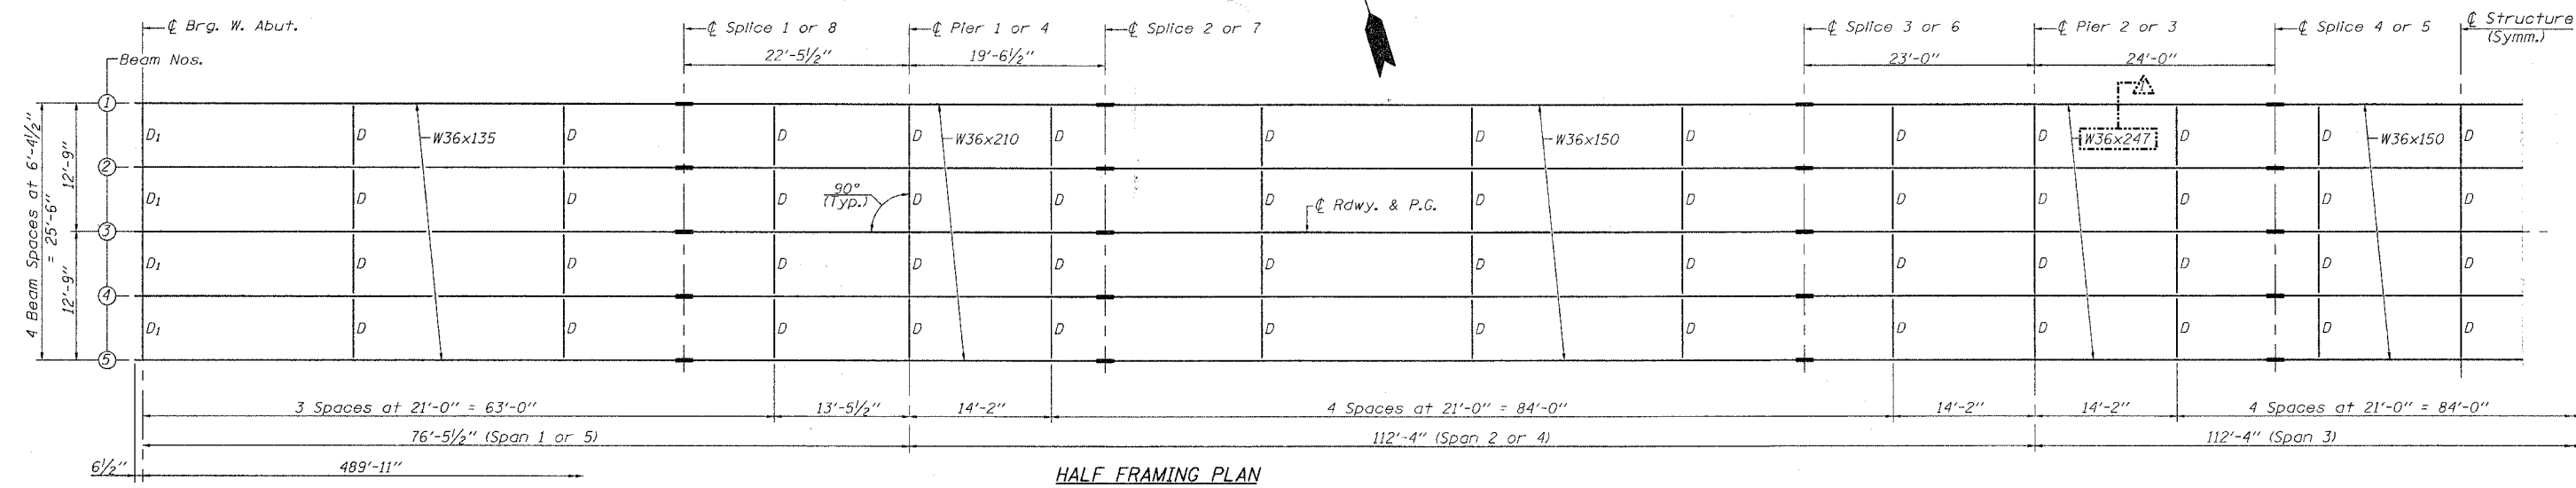 ℄ Brg. W. Abut.
℄ Splice 1 or 8
℄ Pier 1 or 4
℄ Splice 2 or 7
℄ Splice 3 or 6
℄ Pier 2 or 3
℄ Splice 4 or 5
℄ Structure
(Symm.)
22'-5½"
19'-6½"
23'-0"
24'-0"
Beam Nos.
1
2
3
4
5
4 Beam Spaces at 6'-4½"
= 25'-6"
12'-9"
12'-9"
D₁ D D D D D D D D D D D D D
W36x135
W36x210
W36x150
W36x247
W36x150
1
D₁ D D D D D D D D D D D D D
90°
(Typ.)
℄ Rdwy. & P.G.
D₁ D D D D D D D D D D D D D
D₁ D D D D D D D D D D D D D
3 Spaces at 21'-0" = 63'-0"
13'-5½"
14'-2"
4 Spaces at 21'-0" = 84'-0"
14'-2"
14'-2"
4 Spaces at 21'-0" = 84'-0"
76'-5½" (Span 1 or 5)
112'-4" (Span 2 or 4)
112'-4" (Span 3)
6½"
489'-11"
HALF FRAMING PLAN